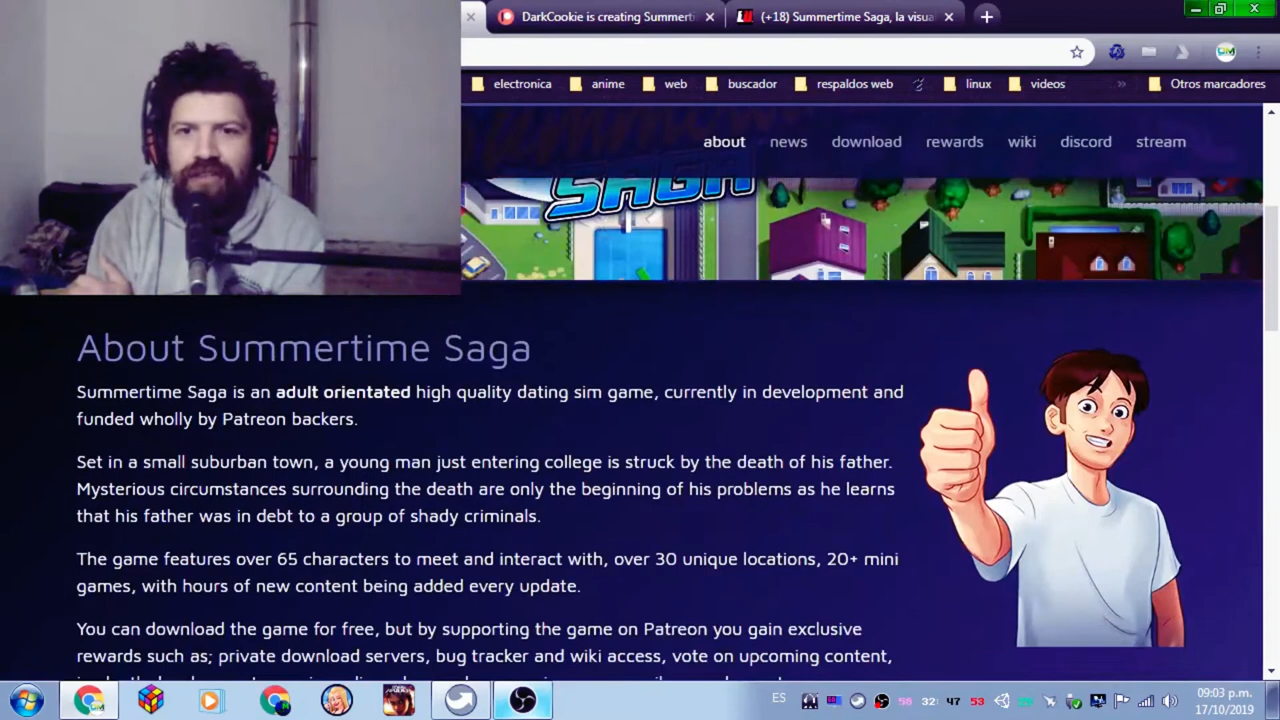 DarkCookie is creating Summert
(+18) Summertime Saga, la visua
electronica
anime
web
buscador
respaldos web
linux
videos
»
Otros marcadores
about
news
download
rewards
wiki
discord
stream
SAGA
About Summertime Saga
Summertime Saga is an adult orientated high quality dating sim game, currently in development and
funded wholly by Patreon backers.
Set in a small suburban town, a young man just entering college is struck by the death of his father.
Mysterious circumstances surrounding the death are only the beginning of his problems as he learns
that his father was in debt to a group of shady criminals.
The game features over 65 characters to meet and interact with, over 30 unique locations, 20+ mini
games, with hours of new content being added every update.
You can download the game for free, but by supporting the game on Patreon you gain exclusive
rewards such as; private download servers, bug tracker and wiki access, vote on upcoming content,
ES
56
32
47
53
09:03 p.m.
17/10/2019